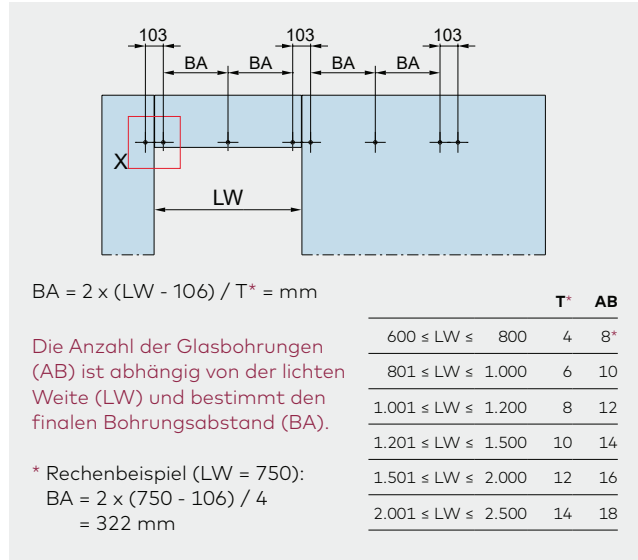 103 103 103
BA BA BA BA
X
LW
BA = 2 x (LW - 106) / T* = mm
Die Anzahl der Glasbohrungen
(AB) ist abhängig von der lichten
Weite (LW) und bestimmt den
finalen Bohrungsabstand (BA).
* Rechenbeispiel (LW = 750):
BA = 2 x (750 - 106) / 4
= 322 mm
T* AB
600 ≤ LW ≤ 800 4 8*
801 ≤ LW ≤ 1.000 6 10
1.001 ≤ LW ≤ 1.200 8 12
1.201 ≤ LW ≤ 1.500 10 14
1.501 ≤ LW ≤ 2.000 12 16
2.001 ≤ LW ≤ 2.500 14 18